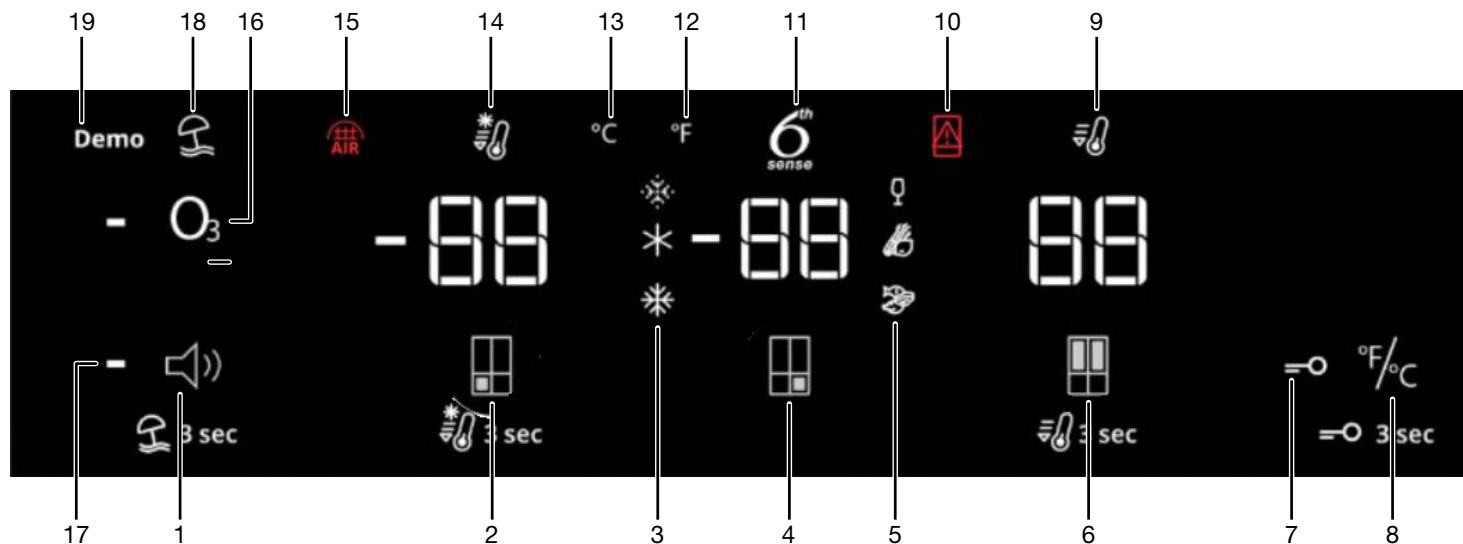 19 18 16 15 14 13 12 11 10 9
Demo AIR °C °F 6th sense
- O3 -88 -88 88
- °F/°C
3 sec 3 sec 3 sec 3 sec
17 1 2 3 4 5 6 7 8